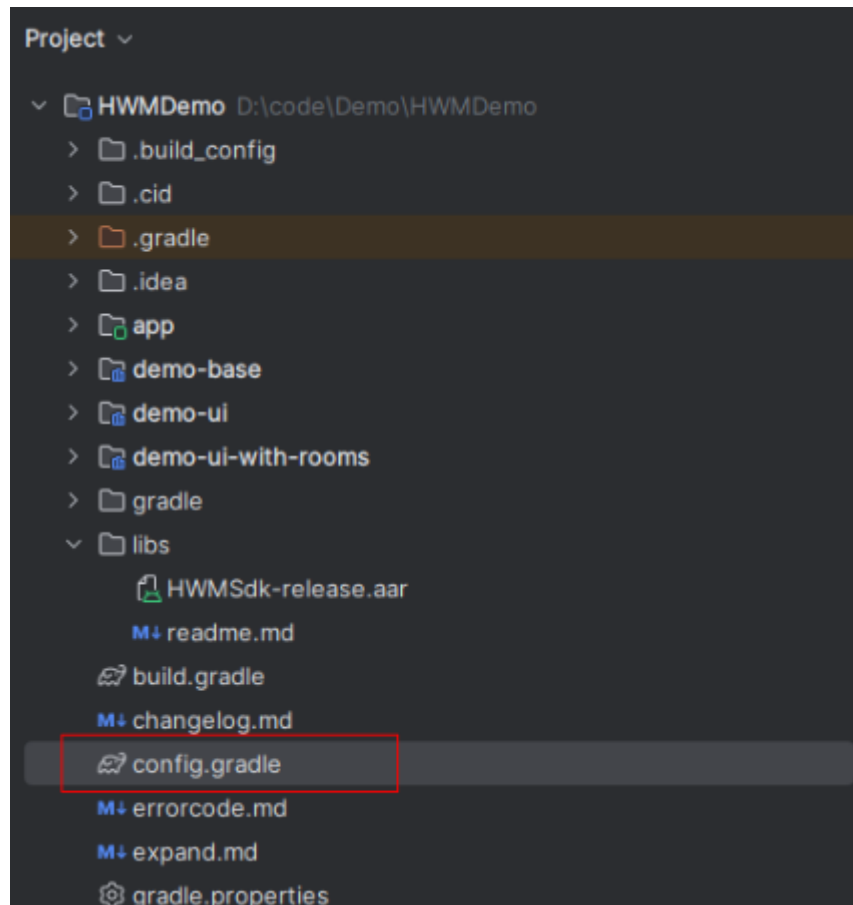 Project
HWMDemo D:\code\Demo\HWMDemo
.build_config
.cid
.gradle
.idea
app
demo-base
demo-ui
demo-ui-with-rooms
gradle
libs
HWMSdk-release.aar
M↓ readme.md
build.gradle
M↓ changelog.md
config.gradle
M↓ errorcode.md
M↓ expand.md
gradle.properties